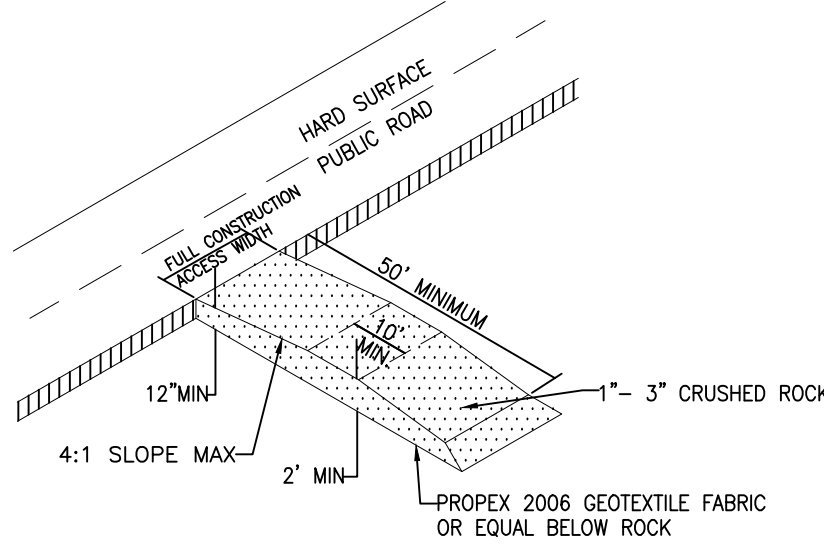 HARD SURFACE
PUBLIC ROAD
FULL CONSTRUCTION
ACCESS WIDTH
50' MINIMUM
10'
MIN.
12"MIN
1"- 3" CRUSHED ROCK
4:1 SLOPE MAX
2' MIN
PROPEX 2006 GEOTEXTILE FABRIC
OR EQUAL BELOW ROCK